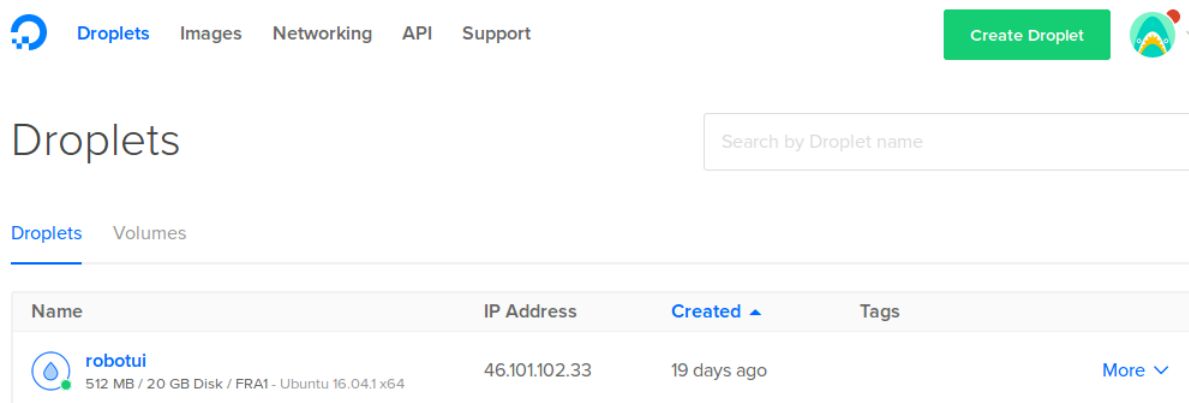 Droplets Images Networking API Support Create Droplet
Droplets
Search by Droplet name
Droplets Volumes
Name IP Address Created Tags
robotui
512 MB / 20 GB Disk / FRA1 - Ubuntu 16.04.1 x64
46.101.102.33 19 days ago More